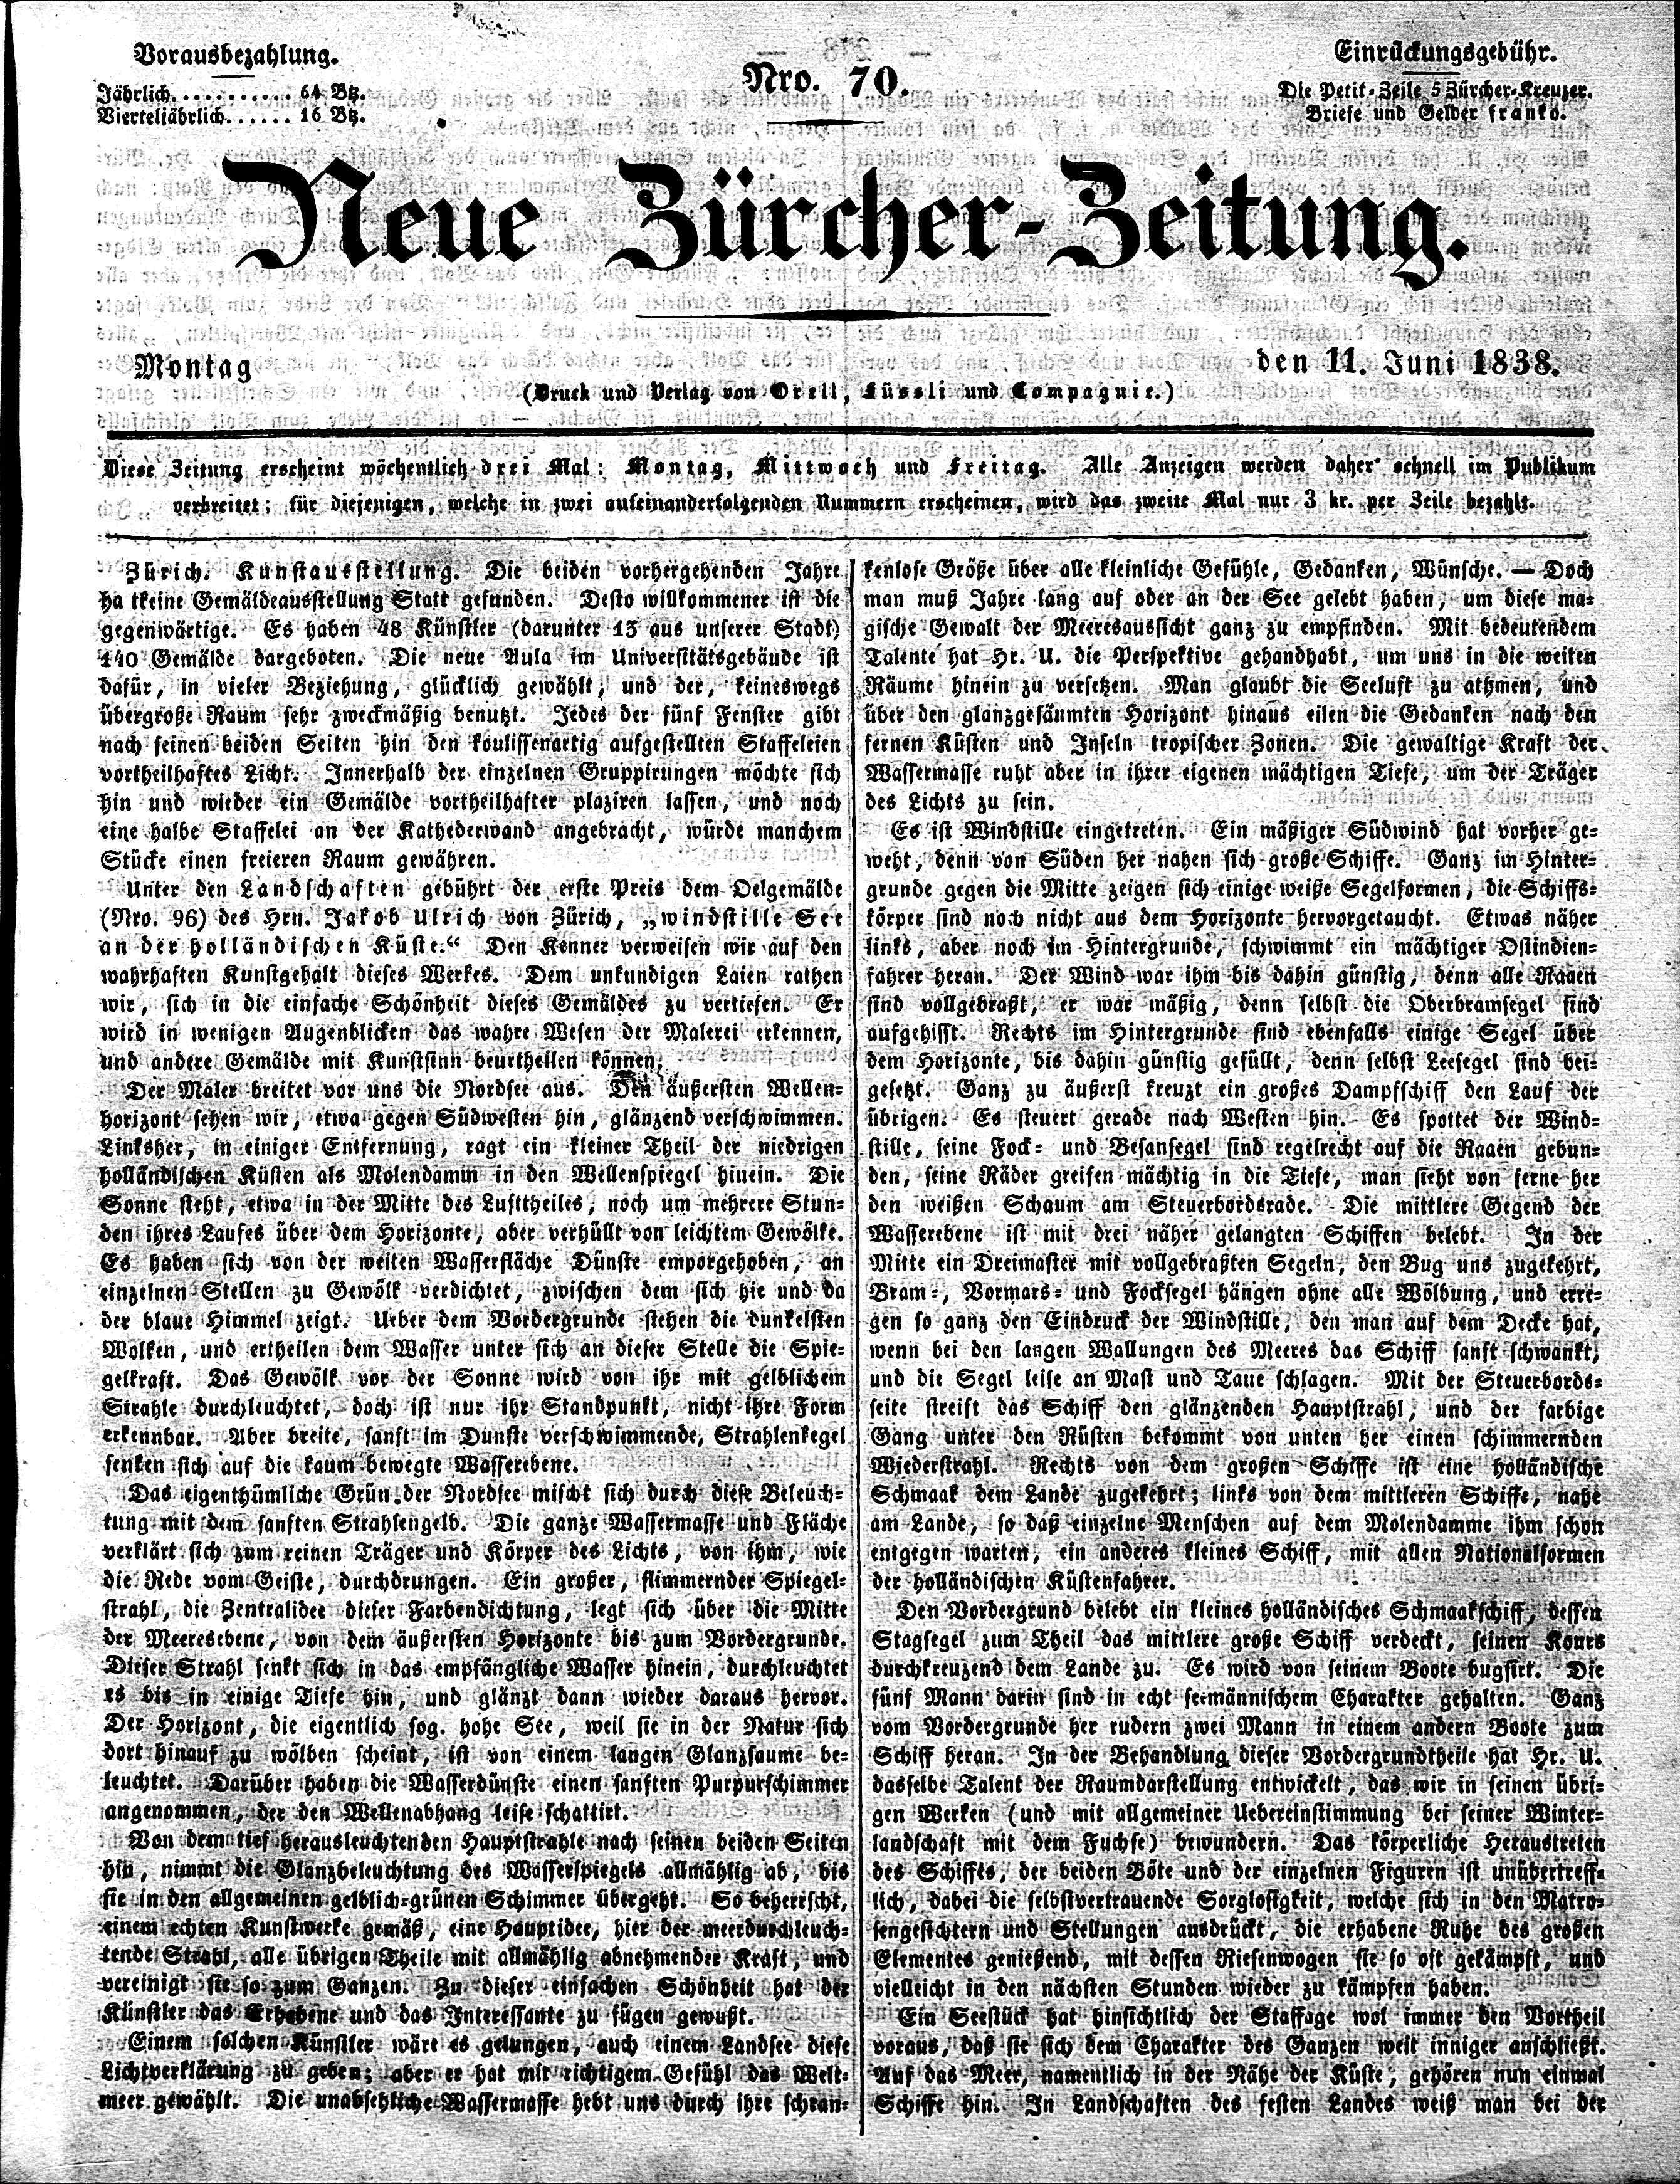 Vorausbezahlung.
Jährlich. . . . . . . . . . . 64 Btz.
Vierteljährlich. . . . . . 16 Btz.
Nro. 70.
Einrückungsgebühr.
Die Petit-Zeile 5 Zürcher-Kreuzer.
Briefe und Gelder franko.
Neue Zürcher-Zeitung.
Montag
den 11. Juni 1838.
(Druck und Verlag von Orell, Füssli und Compagnie.)
Diese Zeitung erscheint wöchentlich drei Mal: Montag, Mittwoch und Freitag. Alle Anzeigen werden daher schnell im Publikum
verbreitet; für diejenigen, welche in zwei aufeinanderfolgenden Nummern erscheinen, wird das zweite Mal nur 3 kr. per Zeile bezahlt.
Zürich. Kunstausstellung. Die beiden vorhergehenden Jahre
ha tkeine Gemäldeausstellung Statt gefunden. Desto willkommener ist die
gegenwärtige. Es haben 48 Künstler (darunter 13 aus unserer Stadt)
140 Gemälde dargeboten. Die neue Aula im Universitätsgebäude ist
dafür, in vieler Beziehung, glücklich gewählt, und der, keineswegs
übergroße Raum sehr zweckmäßig benutzt. Jedes der fünf Fenster gibt
nach seinen beiden Seiten hin den koulissenartig aufgestellten Staffeleien
vortheilhaftes Licht. Innerhalb der einzelnen Gruppirungen möchte sich
hin und wieder ein Gemälde vortheilhafter plaziren lassen, und noch
eine halbe Staffelei an der Kathederwand angebracht, würde manchem
Stücke einen freieren Raum gewähren.
Unter den Landschaften gebührt der erste Preis dem Oelgemälde
(Nro. 96) des Hrn. Jakob Ulrich von Zürich, „windstille See
an der holländischen Küste.“ Den Kenner verweisen wir auf den
wahrhaften Kunstgehalt dieses Werkes. Dem unkundigen Laien rathen
wir, sich in die einfache Schönheit dieses Gemäldes zu vertiefen. Er
wird in wenigen Augenblicken das wahre Wesen der Malerei erkennen,
und andere Gemälde mit Kunstsinn beurtheilen können.
Der Maler breitet vor uns die Nordsee aus. Den äußersten Wellen-
horizont sehen wir, etwa gegen Südwesten hin, glänzend verschwimmen.
Linksher, in einiger Entfernung, ragt ein kleiner Theil der niedrigen
holländischen Küsten als Molendamm in den Wellenspiegel hinein. Die
Sonne steht, etwa in der Mitte des Lufttheiles, noch um mehrere Stun-
den ihres Laufes über dem Horizonte, aber verhüllt von leichtem Gewölke.
Es haben sich von der weiten Wasserfläche Dünste emporgehoben, an
einzelnen Stellen zu Gewölk verdichtet, zwischen dem sich hie und da
der blaue Himmel zeigt. Ueber dem Vordergrunde stehen die dunkelsten
Wolken, und ertheilen dem Wasser unter sich an dieser Stelle die Spie-
gelkraft. Das Gewölk vor der Sonne wird von ihr mit gelblichem
Strahle durchleuchtet, doch ist nur ihr Standpunkt, nicht ihre Form
erkennbar. Aber breite, sanft im Dunste verschwimmende, Strahlenkegel
senken sich auf die kaum bewegte Wasserebene.
Das eigenthümliche Grün der Nordsee mischt sich durch diese Beleuch-
tung mit dem sanften Strahlengelb. Die ganze Wassermasse und Fläche
verklärt sich zum reinen Träger und Körper des Lichts, von ihm, wie
die Rede vom Geiste, durchdrungen. Ein großer, flimmernder Spiegel-
strahl, die Zentralidee dieser Farbendichtung, legt sich über die Mitte
der Meeresebene, von dem äußersten Horizonte bis zum Vordergrunde.
Dieser Strahl senkt sich in das empfängliche Wasser hinein, durchleuchtet
es bis in einige Tiefe hin, und glänzt dann wieder daraus hervor.
Der Horizont, die eigentlich sog. hohe See, weil sie in der Natur sich
dort hinauf zu wölben scheint, ist von einem langen Glanzsaume be-
leuchtet. Darüber haben die Wasserdünste einen sanften Purpurschimmer
angenommen, der den Wellenabhang leise schattirt.
Von dem tief herausleuchtenden Hauptstrahle nach seinen beiden Seiten
hin, nimmt die Glanzbeleuchtung des Wasserspiegels allmählig ab, bis
sie in den allgemeinen gelblich-grünen Schimmer übergeht. So beherrscht,
einem echten Kunstwerke gemäß, eine Hauptidee, hier der meerdurchleuch-
tende Strahl, alle übrigen Theile mit allmählig abnehmender Kraft, und
vereinigt sie so zum Ganzen. Zu dieser einfachen Schönheit hat der
Künstler das Erhabene und das Interessante zu fügen gewußt.
Einem solchen Künstler wäre es gelungen, auch einem Landsee diese
Lichtverklärung zu geben; aber er hat mit richtigem Gefühl das Welt-
meer gewählt. Die unabsehliche Wassermasse hebt uns durch ihre schran-
kenlose Größe über alle kleinliche Gefühle, Gedanken, Wünsche. — Doch
man muß Jahre lang auf oder an der See gelebt haben, um diese ma-
gische Gewalt der Meeresaussicht ganz zu empfinden. Mit bedeutendem
Talente hat Hr. U. die Perspektive gehandhabt, um uns in die weiten
Räume hinein zu versetzen. Man glaubt die Seeluft zu athmen, und
über den glanzgesäumten Horizont hinaus eilen die Gedanken nach den
fernen Küsten und Inseln tropischer Zonen. Die gewaltige Kraft der
Wassermasse ruht aber in ihrer eigenen mächtigen Tiefe, um der Träger
des Lichts zu sein.
Es ist Windstille eingetreten. Ein mäßiger Südwind hat vorher ge-
weht, denn von Süden her nahen sich große Schiffe. Ganz im Hinter-
grunde gegen die Mitte zeigen sich einige weiße Segelformen, die Schiffs-
körper sind noch nicht aus dem Horizonte hervorgetaucht. Etwas näher
links, aber noch im Hintergrunde, schwimmt ein mächtiger Ostindien-
fahrer heran. Der Wind war ihm bis dahin günstig, denn alle Raaen
sind vollgebraßt, er war mäßig, denn selbst die Oberbramsegel sind
aufgehißt. Rechts im Hintergrunde sind ebenfalls einige Segel über
dem Horizonte, bis dahin günstig gefüllt, denn selbst Leesegel sind bei-
gesetzt. Ganz zu äußerst kreuzt ein großes Dampfschiff den Lauf der
übrigen. Es steuert gerade nach Westen hin. Es spottet der Wind-
stille, seine Fock- und Besansegel sind regelrecht auf die Raaen gebun-
den, seine Räder greifen mächtig in die Tiefe, man sieht von ferne her
den weißen Schaum am Steuerbordsrade. Die mittlere Gegend der
Wasserebene ist mit drei näher gelangten Schiffen belebt. In der
Mitte ein Dreimaster mit vollgebraßten Segeln, den Bug uns zugekehrt,
Bram-, Vormars- und Focksegel hängen ohne alle Wölbung, und erre-
gen so ganz den Eindruck der Windstille, den man auf dem Decke hat,
wenn bei den langen Wallungen des Meeres das Schiff sanft schwankt,
und die Segel leise an Mast und Taue schlagen. Mit der Steuerbords-
seite streift das Schiff den glänzenden Hauptstrahl, und der farbige
Gang unter den Rüsten bekommt von unten her einen schimmernden
Wiederstrahl. Rechts von dem großen Schiffe ist eine holländische
Schmaak dem Lande zugekehrt; links von dem mittleren Schiffe, nahe
am Lande, so daß einzelne Menschen auf dem Molendamme ihm schon
entgegen warten, ein anderes kleines Schiff, mit allen Nationalformen
der holländischen Küstenfahrer.
Den Vordergrund belebt ein kleines holländisches Schmaakschiff, dessen
Stagsegel zum Theil das mittlere große Schiff verdeckt, seinen Kours
durchkreuzend dem Lande zu. Es wird von seinem Boote bugsirt. Die
fünf Mann darin sind in echt seemännischem Charakter gehalten. Ganz
vom Vordergrunde her rudern zwei Mann in einem andern Boote zum
Schiff heran. In der Behandlung dieser Vordergrundtheile hat Hr. U.
dasselbe Talent der Raumdarstellung entwickelt, das wir in seinen übri-
gen Werken (und mit allgemeiner Uebereinstimmung bei seiner Winter-
landschaft mit dem Fuchse) bewundern. Das körperliche Heraustreten
des Schiffes, der beiden Böte und der einzelnen Figuren ist unübertreff-
lich, dabei die selbstvertrauende Sorglosigkeit, welche sich in den Matro-
sengesichtern und Stellungen ausdrückt, die erhabene Ruhe des großen
Elementes genießend, mit dessen Riesenwogen sie so oft gekämpft, und
vielleicht in den nächsten Stunden wieder zu kämpfen haben.
Ein Seestück hat hinsichtlich der Staffage wol immer den Vortheil
voraus, daß sie sich dem Charakter des Ganzen weit inniger anschließt.
Auf das Meer, namentlich in der Nähe der Küste, gehören nun einmal
Schiffe hin. In Landschaften des festen Landes weiß man bei der